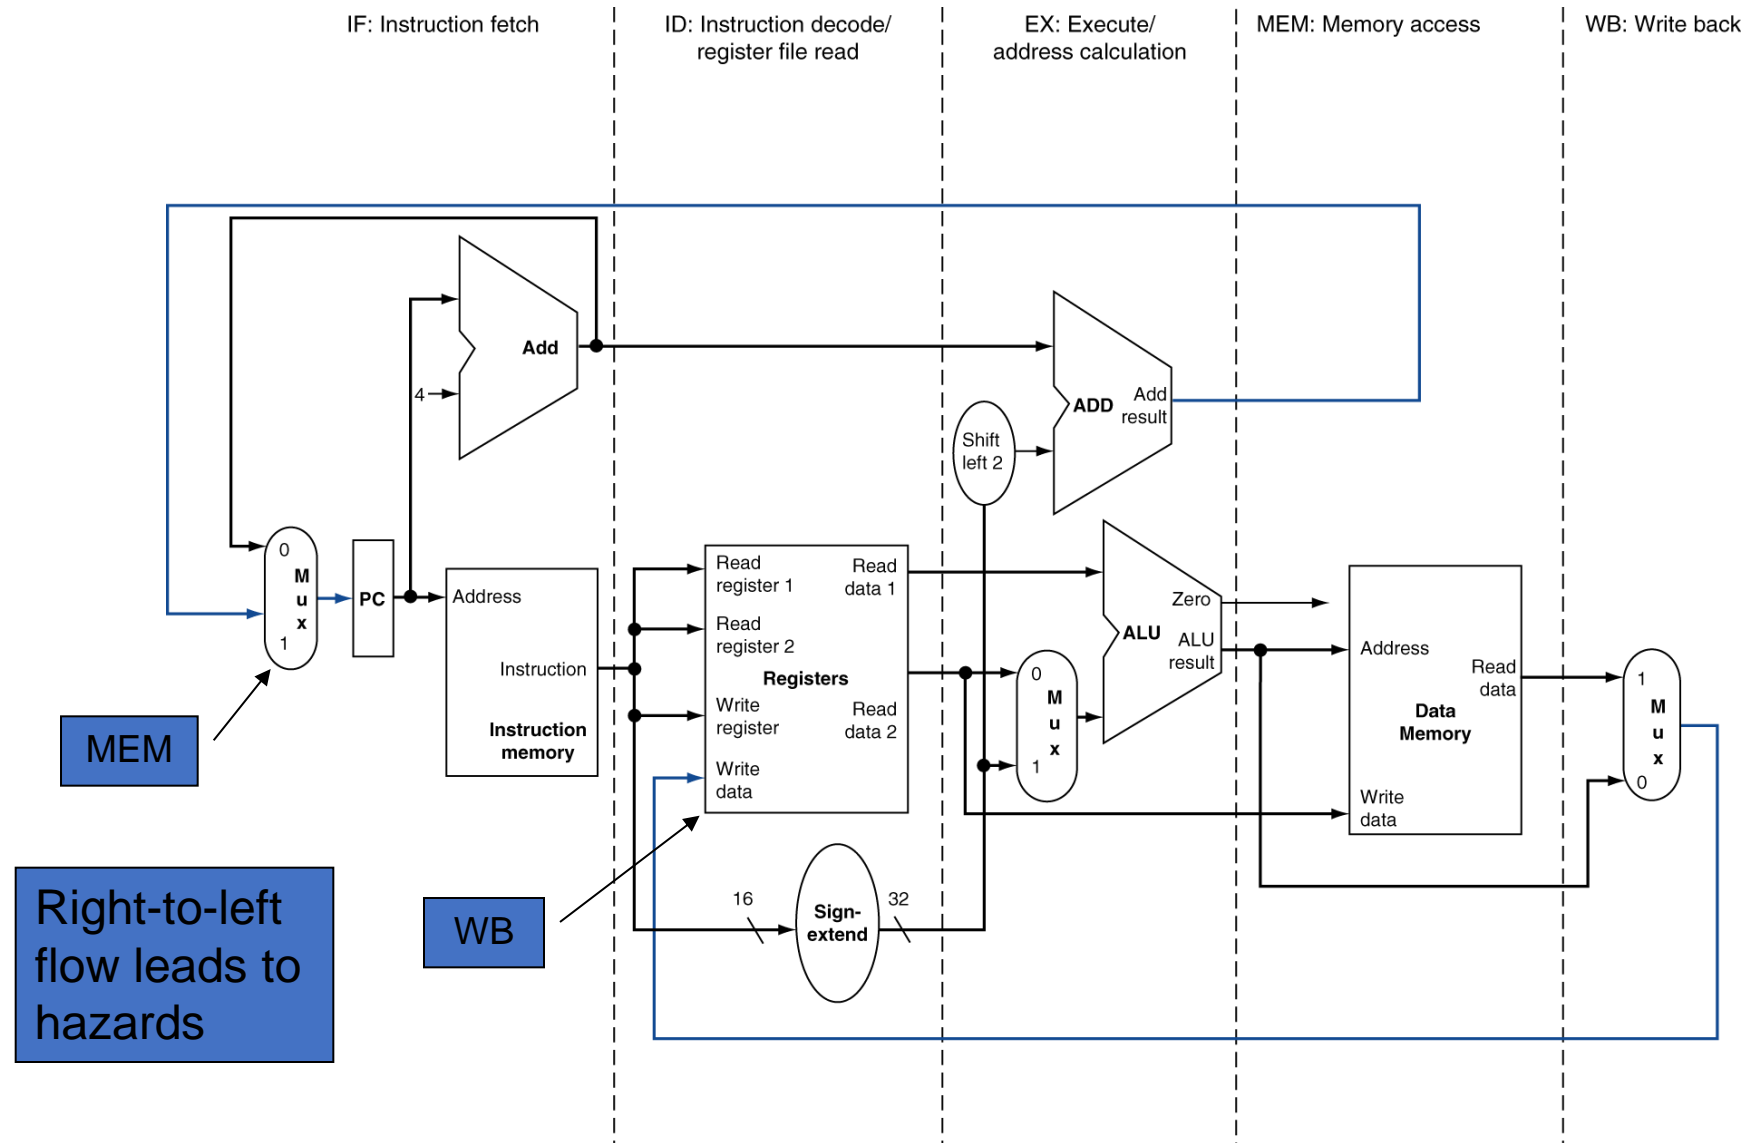 IF: Instruction fetch
ID: Instruction decode/
register file read
EX: Execute/
address calculation
MEM: Memory access
WB: Write back
Add
4
ADD
Add
result
Shift
left 2
0
M
u
x
1
PC
Address
Instruction
Instruction
memory
Read
register 1
Read
register 2
Write
register
Write
data
Registers
Read
data 1
Read
data 2
0
M
u
x
1
Zero
ALU
ALU
result
Address
Write
data
Data
Memory
Read
data
1
M
u
x
0
16
Sign-
extend
32
MEM
WB
Right-to-left
flow leads to
hazards